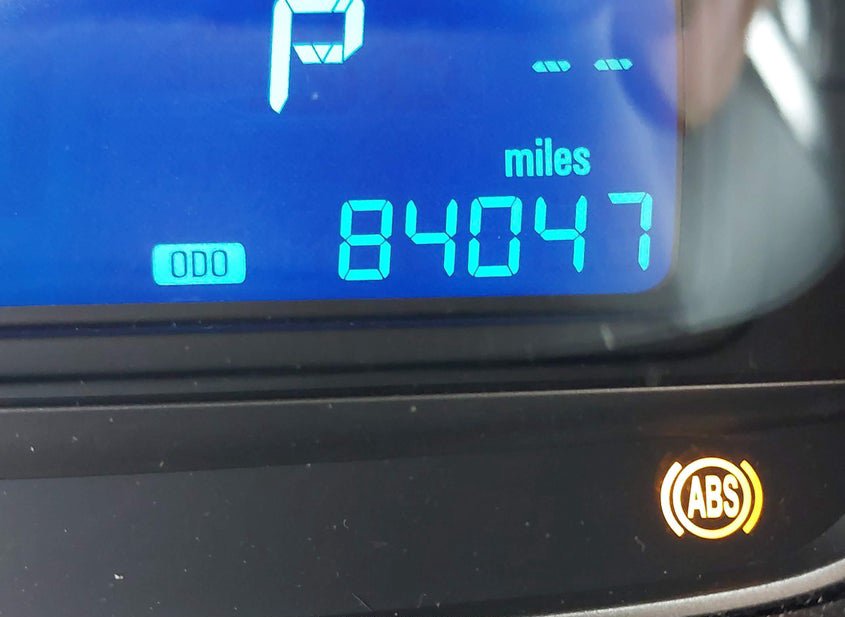 P
-- --
miles
ODO 84047
ABS